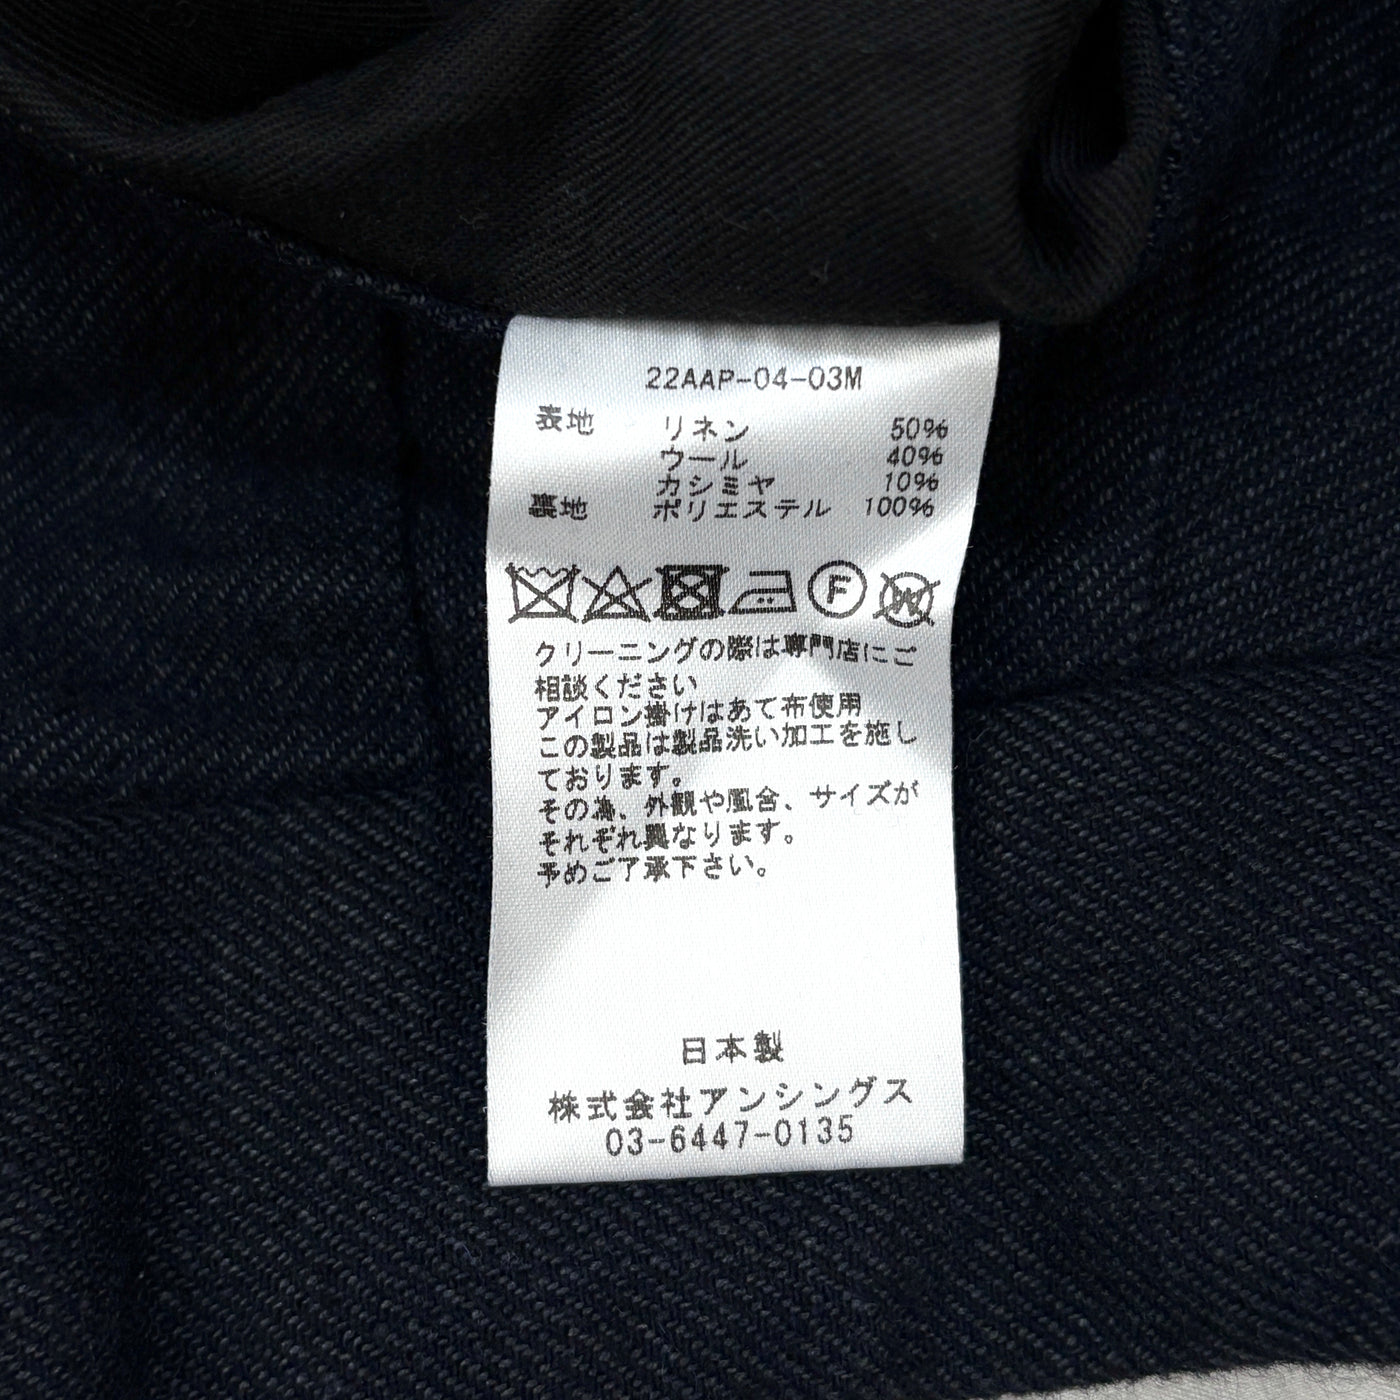 22AAP-04-03M
表地 リネン 50%
ウール 40%
カシミヤ 10%
裏地 ポリエステル 100%
F W
クリーニングの際は専門店にご
相談ください
アイロン掛けはあて布使用
この製品は製品洗い加工を施し
ております。
その為、外観や風合、サイズが
それぞれ異なります。
予めご了承下さい。
日本製
株式会社アンシングス
03-6447-0135